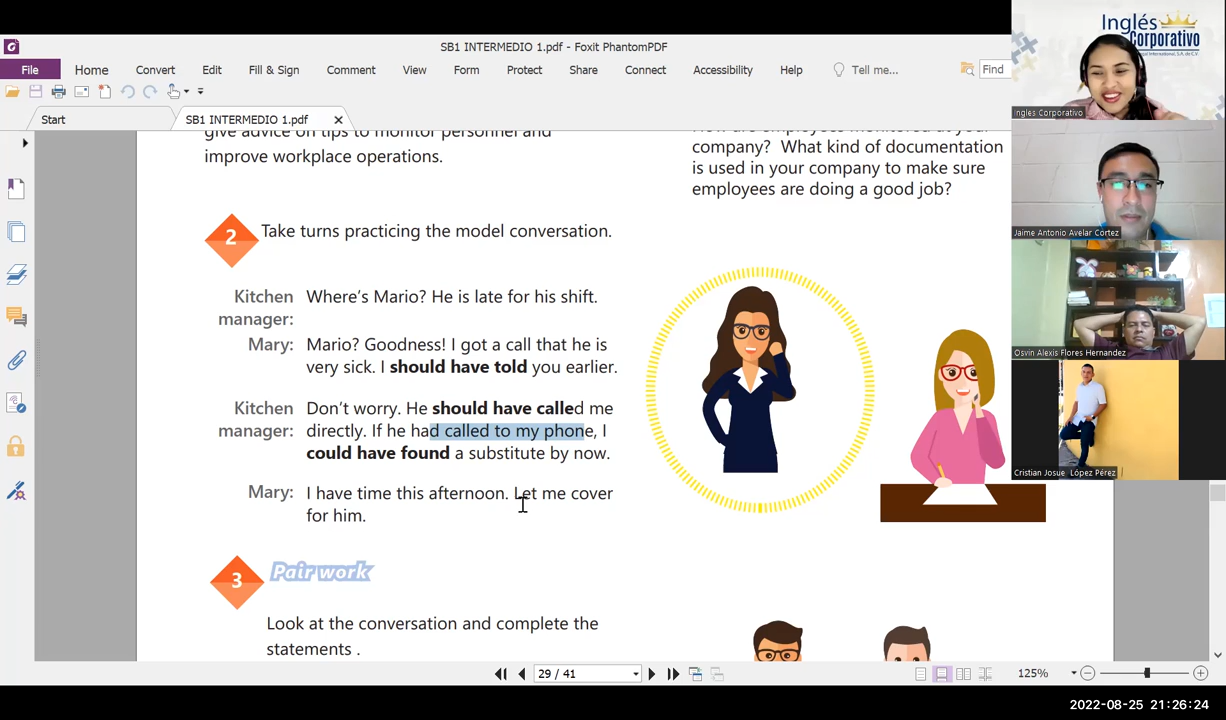 SB1 INTERMEDIO 1.pdf - Foxit PhantomPDF
File Home Convert Edit Fill & Sign Comment View Form Protect Share Connect Accessibility Help Tell me... Find
Start SB1 INTERMEDIO 1.pdf
give advice on tips to monitor personnel and
improve workplace operations.
How are employees monitored at your
company? What kind of documentation
is used in your company to make sure
employees are doing a good job?
2 Take turns practicing the model conversation.
Kitchen manager: Where's Mario? He is late for his shift.
Mary: Mario? Goodness! I got a call that he is
very sick. I should have told you earlier.
Kitchen manager: Don't worry. He should have called me
directly. If he had called to my phone, I
could have found a substitute by now.
Mary: I have time this afternoon. Let me cover
for him.
3 Pair work
Look at the conversation and complete the
statements .
29 / 41
125%
Inglés
Corporativo
Ingles Corporativo
Jaime Antonio Avelar Cortez
Osvin Alexis Flores Hernandez
Cristian Josue López Pérez
2022-08-25 21:26:24